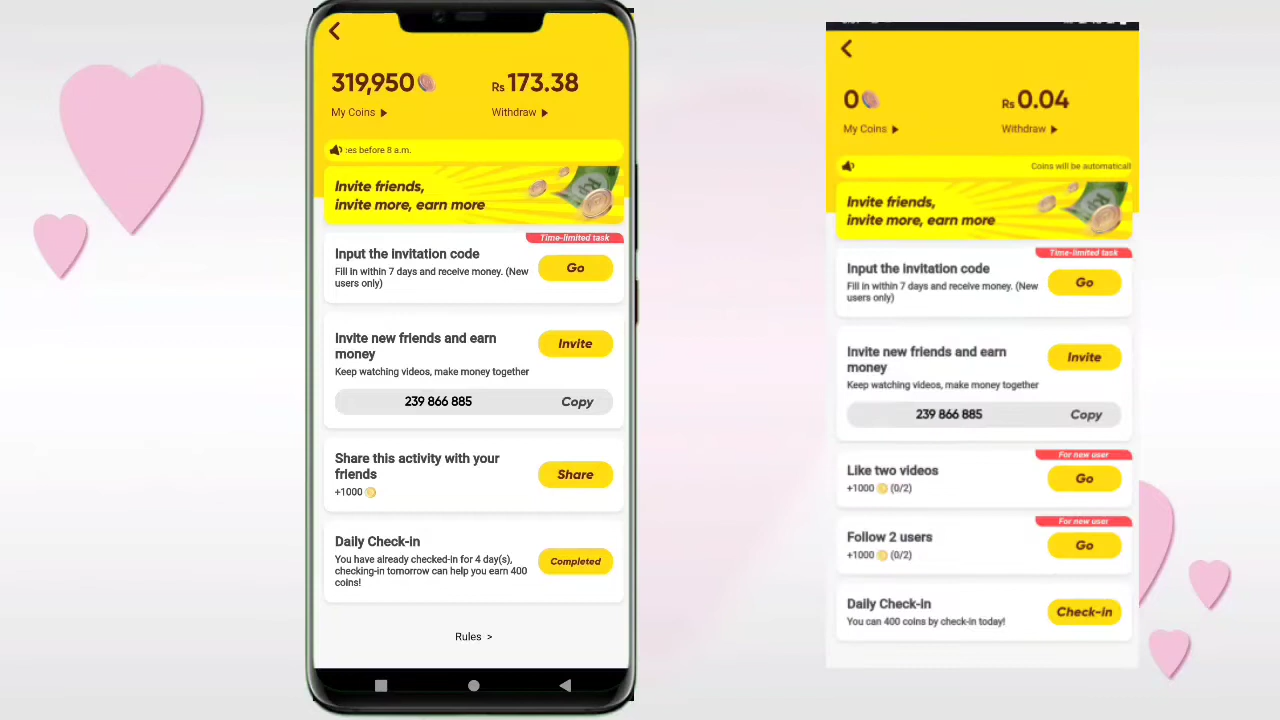 319,950
Rs 173.38
My Coins
Withdraw
:es before 8 a.m.
Invite friends,
invite more, earn more
Time-limited task
Input the invitation code
Fill in within 7 days and receive money. (New
users only)
Go
Invite new friends and earn
money
Keep watching videos, make money together
Invite
239 866 885
Copy
Share this activity with your
friends
+1000
Share
Daily Check-in
You have already checked-in for 4 day(s),
checking-in tomorrow can help you earn 400
coins!
Completed
Rules >
0
Rs 0.04
My Coins
Withdraw
Coins will be automaticall
Invite friends,
invite more, earn more
Time-limited task
Input the invitation code
Fill in within 7 days and receive money. (New
users only)
Go
Invite new friends and earn
money
Keep watching videos, make money together
Invite
239 866 885
Copy
For new user
Like two videos
+1000 (0/2)
Go
For new user
Follow 2 users
+1000 (0/2)
Go
Daily Check-in
You can 400 coins by check-in today!
Check-in